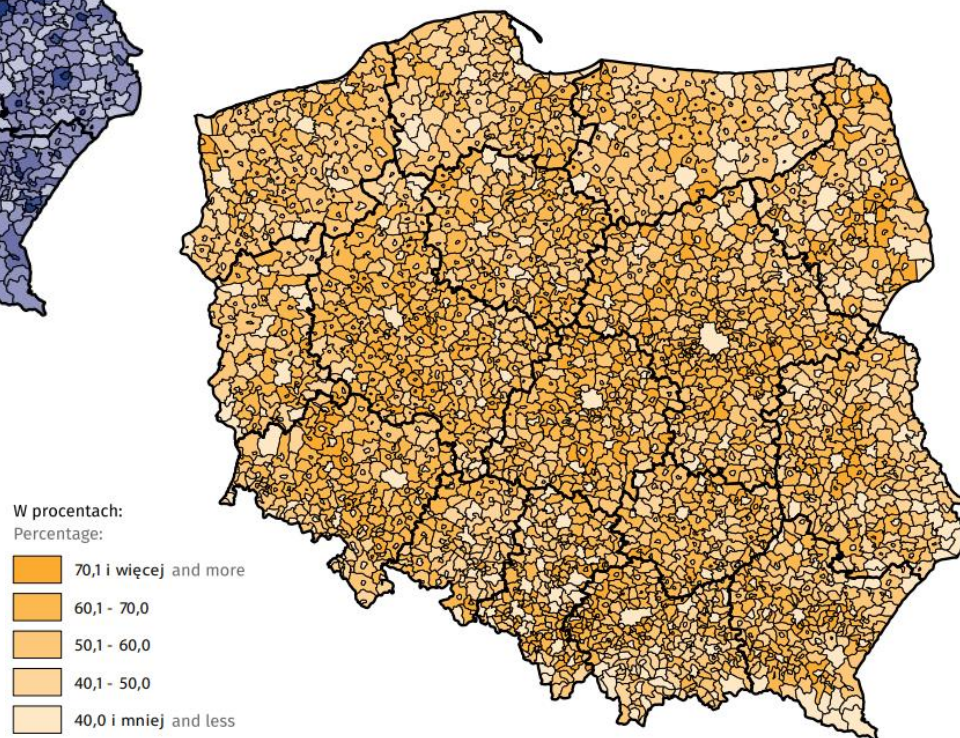 W procentach:
Percentage:
70,1 i więcej and more
60,1 - 70,0
50,1 - 60,0
40,1 - 50,0
40,0 i mniej and less